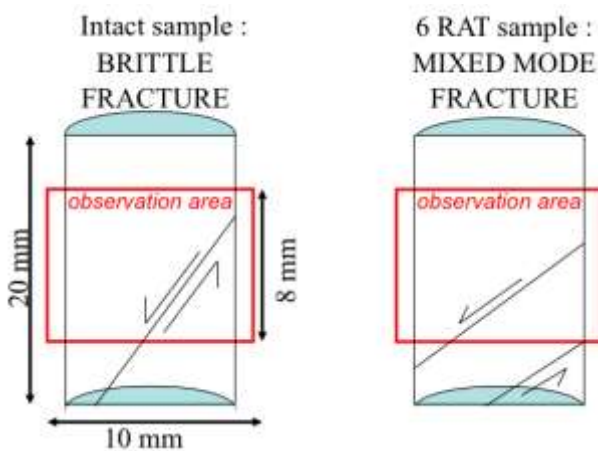 Intact sample :
BRITTLE
FRACTURE
6 RAT sample :
MIXED MODE
FRACTURE
observation area
20 mm
8 mm
10 mm
observation area